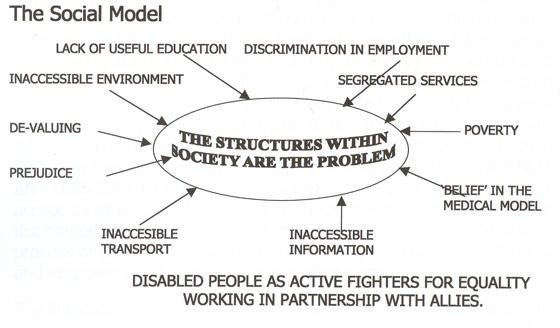 The Social Model
LACK OF USEFUL EDUCATION
DISCRIMINATION IN EMPLOYMENT
INACCESSIBLE ENVIRONMENT
SEGREGATED SERVICES
DE-VALUING
THE STRUCTURES WITHIN
SOCIETY ARE THE PROBLEM
POVERTY
PREJUDICE
'BELIEF' IN THE
MEDICAL MODEL
INACCESIBLE
TRANSPORT
INACCESSIBLE
INFORMATION
DISABLED PEOPLE AS ACTIVE FIGHTERS FOR EQUALITY
WORKING IN PARTNERSHIP WITH ALLIES.